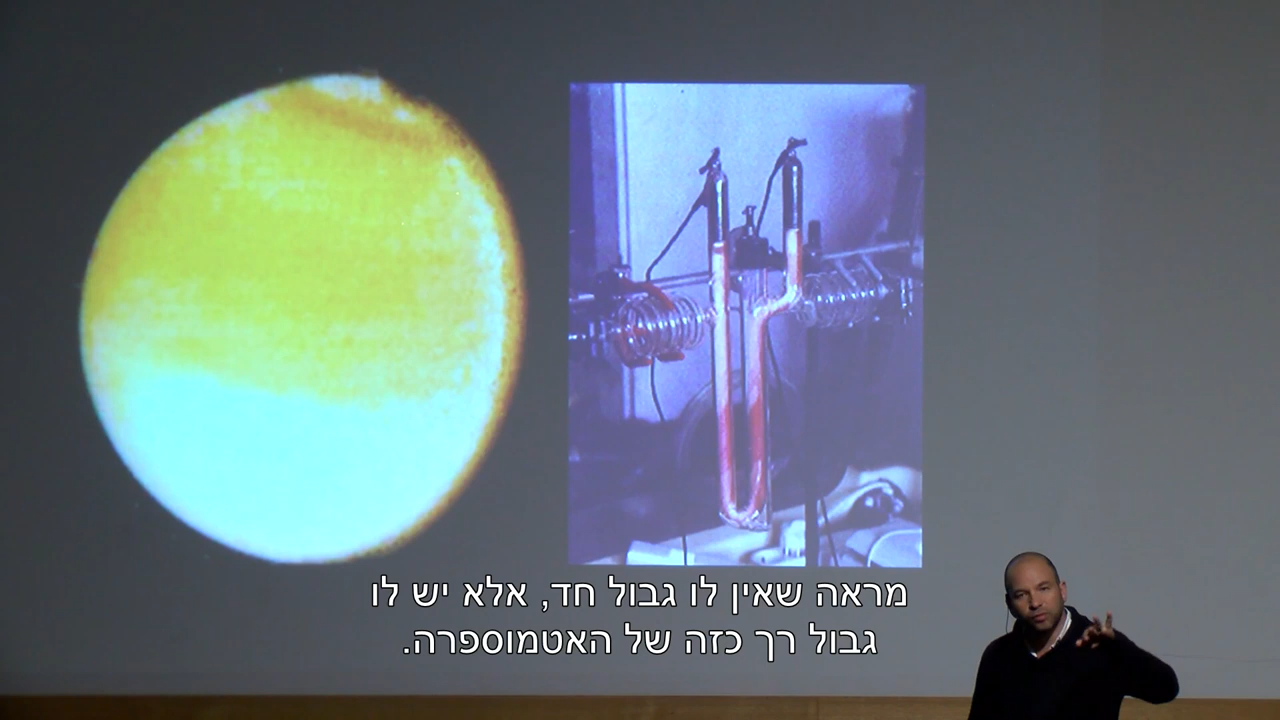 מראה שאין לו גבול חד, אלא יש לו
גבול רך כזה של האטמוספרה.